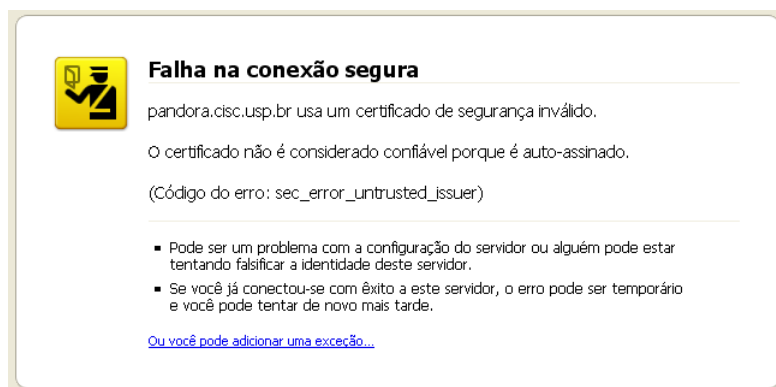 Falha na conexão segura
pandora.cisc.usp.br usa um certificado de segurança inválido.
O certificado não é considerado confiável porque é auto-assinado.
(Código do erro: sec_error_untrusted_issuer)
▪ Pode ser um problema com a configuração do servidor ou alguém pode estar
tentando falsificar a identidade deste servidor.
▪ Se você já conectou-se com êxito a este servidor, o erro pode ser temporário
e você pode tentar de novo mais tarde.
Ou você pode adicionar uma exceção...